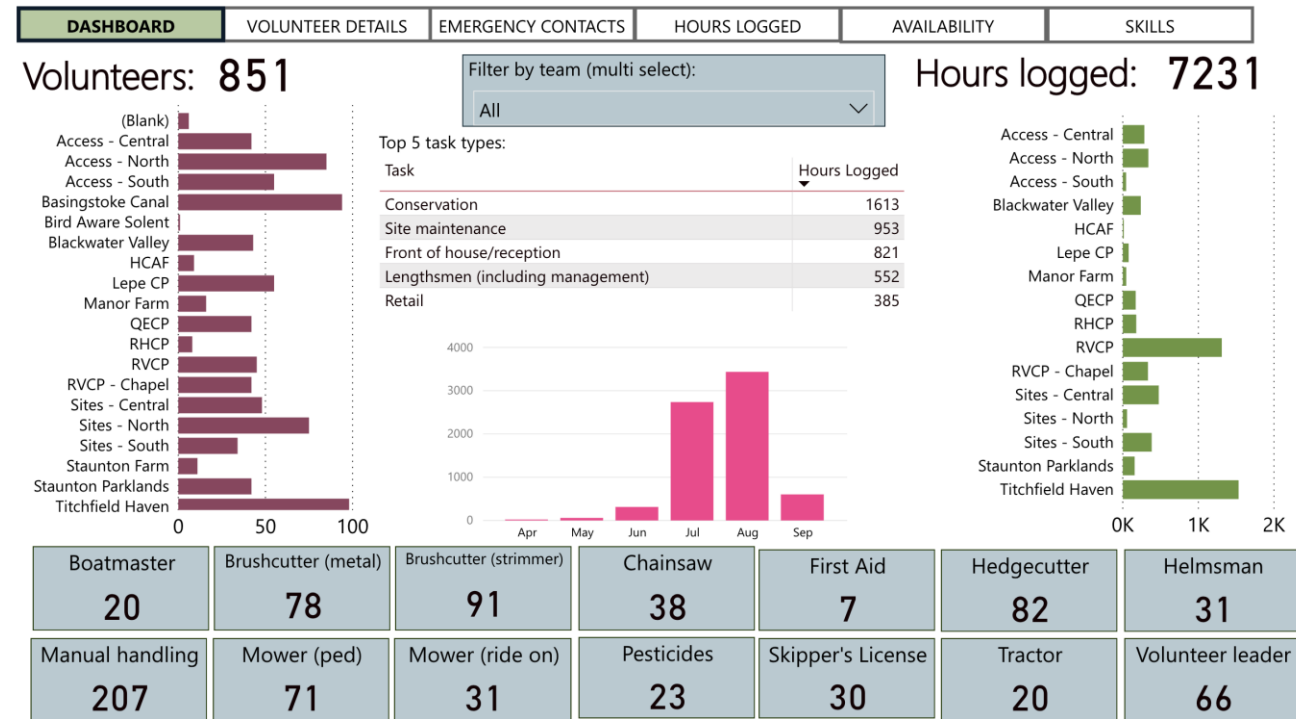 DASHBOARD VOLUNTEER DETAILS EMERGENCY CONTACTS HOURS LOGGED AVAILABILITY SKILLS
Volunteers: 851
(Blank)
Access - Central
Access - North
Access - South
Basingstoke Canal
Bird Aware Solent
Blackwater Valley
HCAF
Lepe CP
Manor Farm
QECP
RHCP
RVCP
RVCP - Chapel
Sites - Central
Sites - North
Sites - South
Staunton Farm
Staunton Parklands
Titchfield Haven
0 50 100
Filter by team (multi select):
All
Top 5 task types:
Task Hours Logged
Conservation 1613
Site maintenance 953
Front of house/reception 821
Lengthsmen (including management) 552
Retail 385
4000
3000
2000
1000
0
Apr May Jun Jul Aug Sep
Hours logged: 7231
Access - Central
Access - North
Access - South
Blackwater Valley
HCAF
Lepe CP
Manor Farm
QECP
RHCP
RVCP
RVCP - Chapel
Sites - Central
Sites - North
Sites - South
Staunton Parklands
Titchfield Haven
0K 1K 2K
Boatmaster Brushcutter (metal) Brushcutter (strimmer) Chainsaw First Aid Hedgecutter Helmsman
20 78 91 38 7 82 31
Manual handling Mower (ped) Mower (ride on) Pesticides Skipper's License Tractor Volunteer leader
207 71 31 23 30 20 66